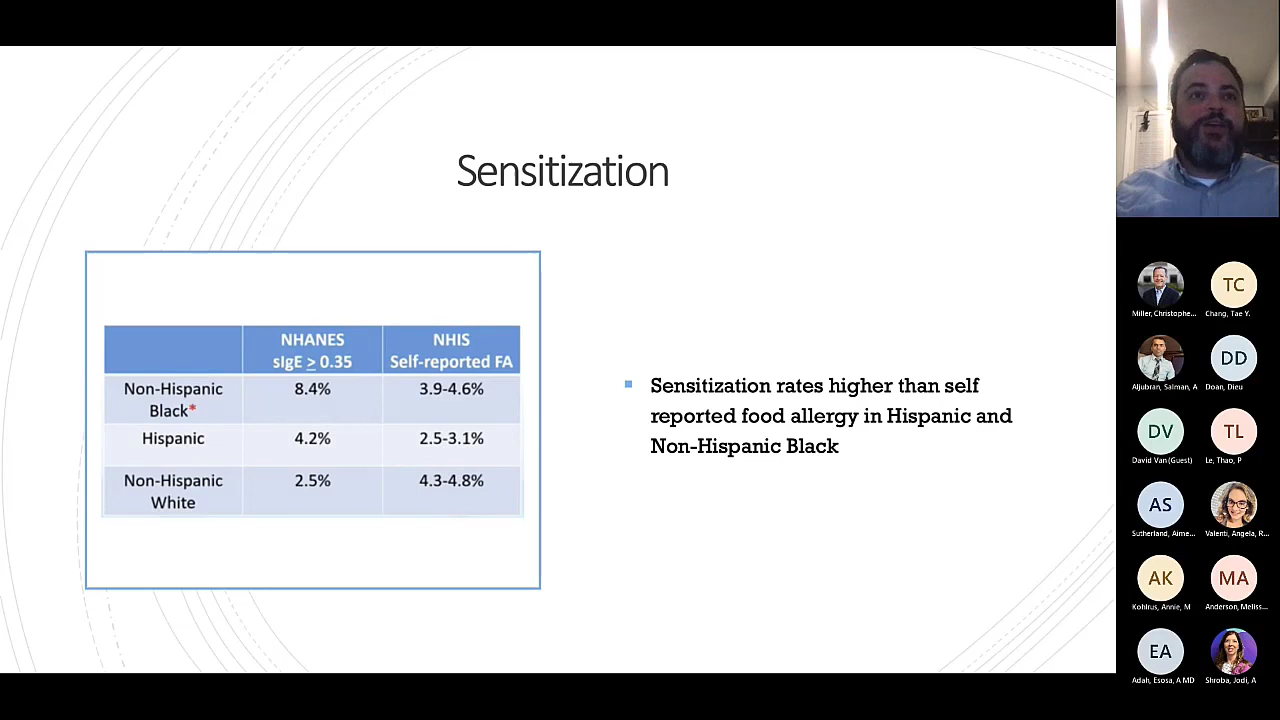 Sensitization
NHANES
sIgE ≥ 0.35
NHIS
Self-reported FA
Non-Hispanic
Black*
8.4%
3.9-4.6%
Hispanic
4.2%
2.5-3.1%
Non-Hispanic
White
2.5%
4.3-4.8%
Sensitization rates higher than self
reported food allergy in Hispanic and
Non-Hispanic Black
Miller, Christophe...
TC
Chang, Tae Y.
Aljubran, Salman, A
DD
Doan, Dieu
DV
David Van (Guest)
TL
Le, Thao, P
AS
Sutherland, Aime...
Valenti, Angela, R...
AK
Kohlrus, Annie, M
MA
Anderson, Meliss...
EA
Adah, Esosa, A MD
Shroba, Jodi, A